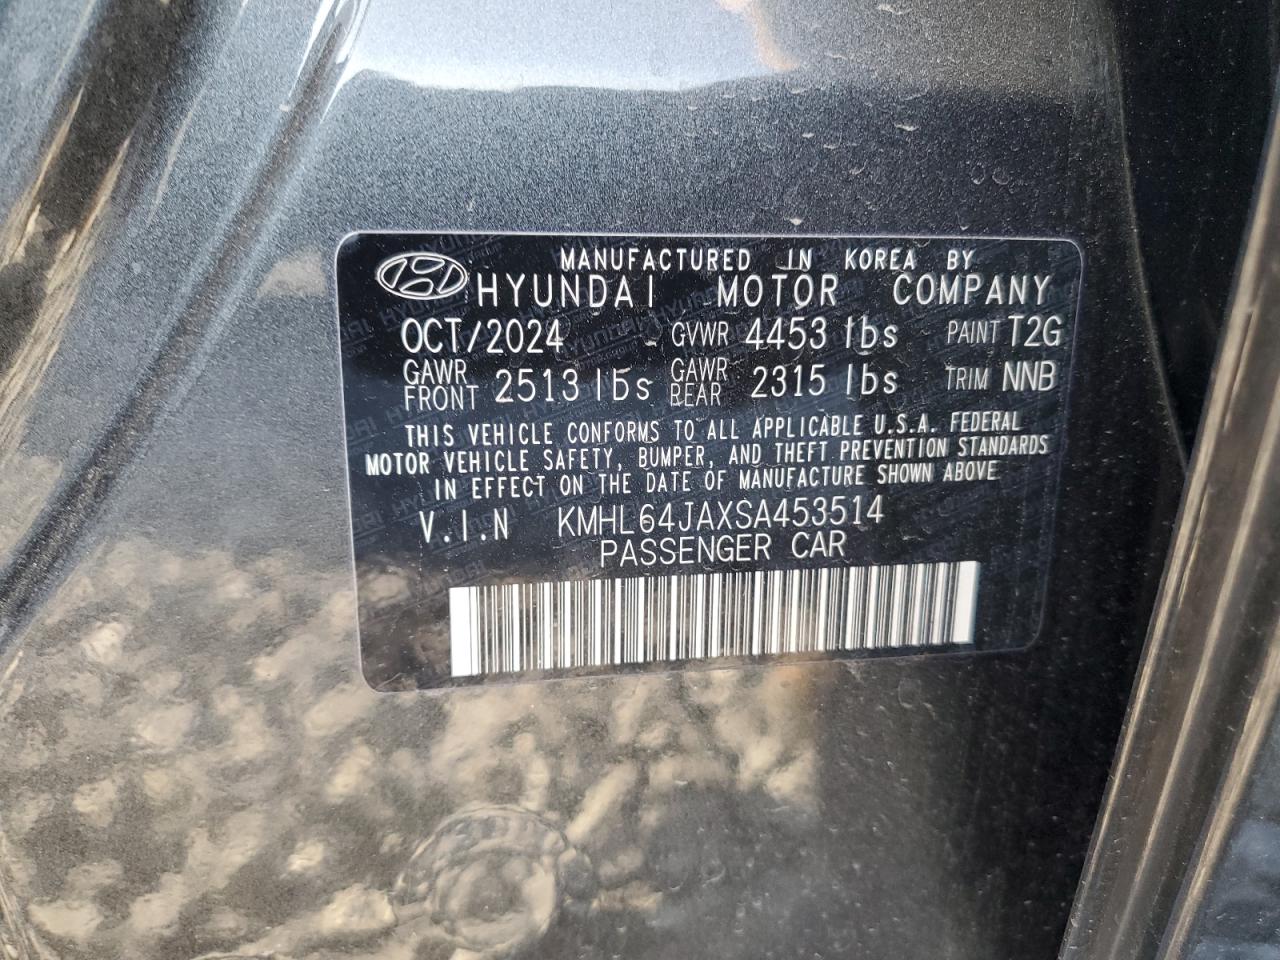 MANUFACTURED IN KOREA BY
HYUNDAI MOTOR COMPANY
OCT/2024 GVWR 4453 lbs PAINT T2G
GAWR FRONT 2513 lbs GAWR REAR 2315 lbs TRIM NNB
THIS VEHICLE CONFORMS TO ALL APPLICABLE U.S.A. FEDERAL
MOTOR VEHICLE SAFETY, BUMPER, AND THEFT PREVENTION STANDARDS
IN EFFECT ON THE DATE OF MANUFACTURE SHOWN ABOVE
V.I.N KMHL64JAXSA453514
PASSENGER CAR